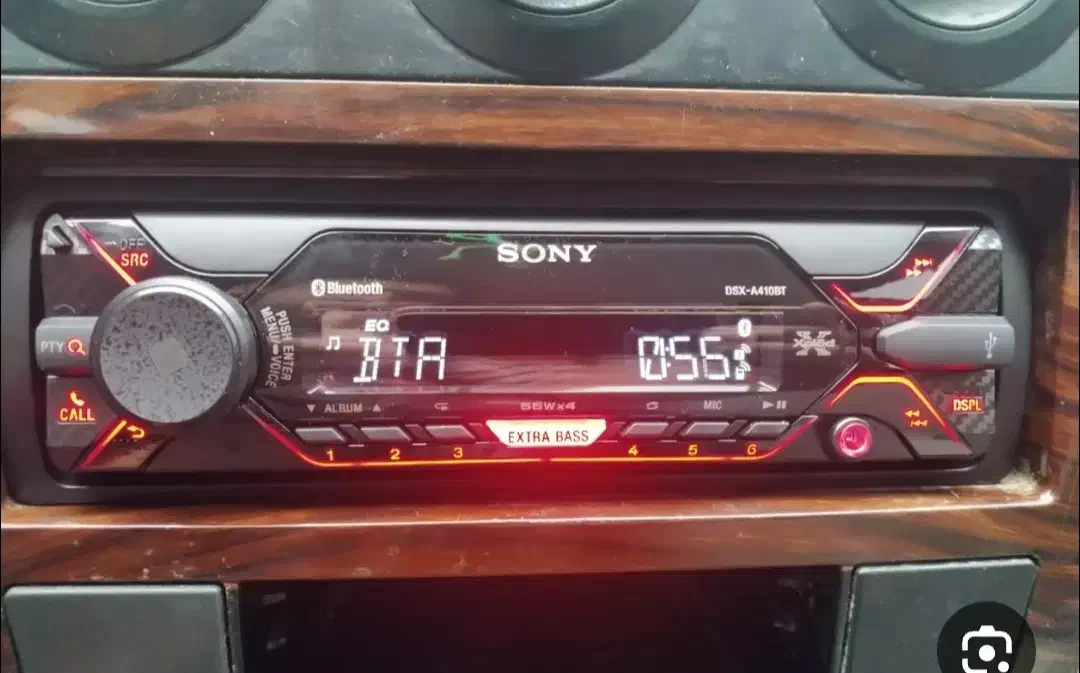 SONY
OFF
SRC
Bluetooth
DSX-A410BT
PUSH ENTER
MENU VOICE
EQ
BTA
0:56
PTY
CALL
▼ ALBUM ▲
55W×4
MIC
EXTRA BASS
DSPL
1 2 3 4 5 6